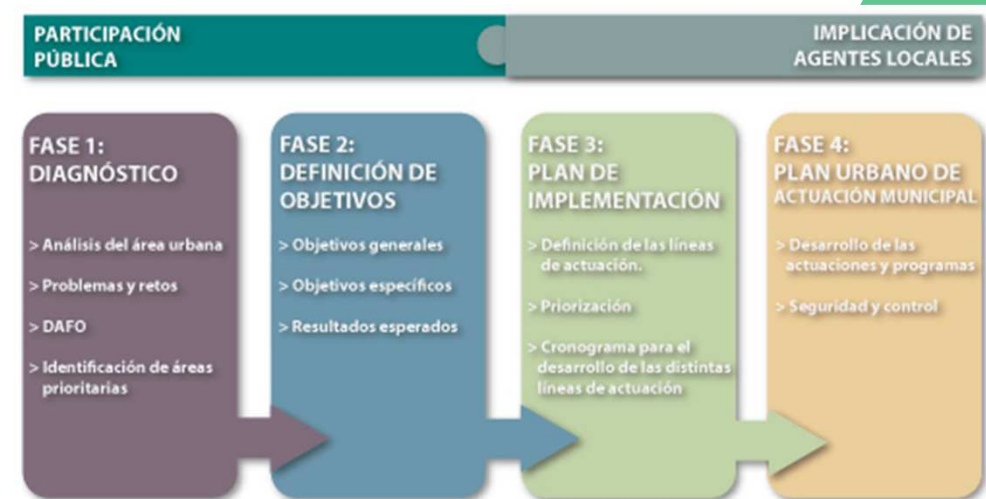 PARTICIPACIÓN
PÚBLICA
IMPLICACIÓN DE
AGENTES LOCALES
FASE 1:
DIAGNÓSTICO
> Análisis del área urbana
> Problemas y retos
> DAFO
> Identificación de áreas
prioritarias
FASE 2:
DEFINICIÓN DE
OBJETIVOS
> Objetivos generales
> Objetivos específicos
> Resultados esperados
FASE 3:
PLAN DE
IMPLEMENTACIÓN
> Definición de las líneas
de actuación.
> Priorización
> Cronograma para el
desarrollo de las distintas
líneas de actuación
FASE 4:
PLAN URBANO DE
ACTUACIÓN MUNICIPAL
> Desarrollo de las
actuaciones y programas
> Seguridad y control